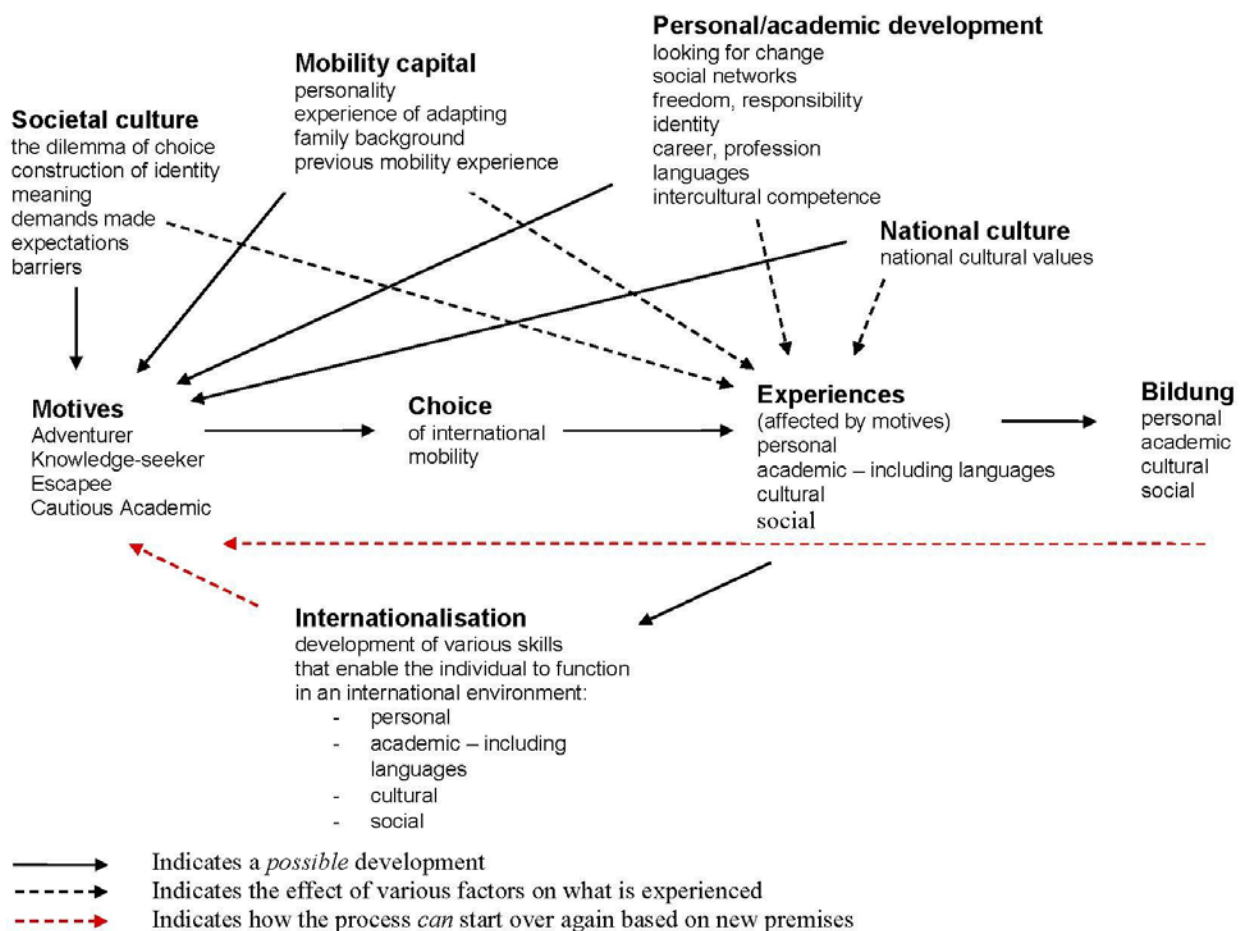 Personal/academic development
looking for change
social networks
freedom, responsibility
identity
career, profession
languages
intercultural competence
Mobility capital
personality
experience of adapting
family background
previous mobility experience
Societal culture
the dilemma of choice
construction of identity
meaning
demands made
expectations
barriers
National culture
national cultural values
Motives
Adventurer
Knowledge-seeker
Escapee
Cautious Academic
Choice
of international
mobility
Experiences
(affected by motives)
personal
academic – including languages
cultural
social
Bildung
personal
academic
cultural
social
Internationalisation
development of various skills
that enable the individual to function
in an international environment:
- personal
- academic – including
languages
- cultural
- social
Indicates a possible development
Indicates the effect of various factors on what is experienced
Indicates how the process can start over again based on new premises